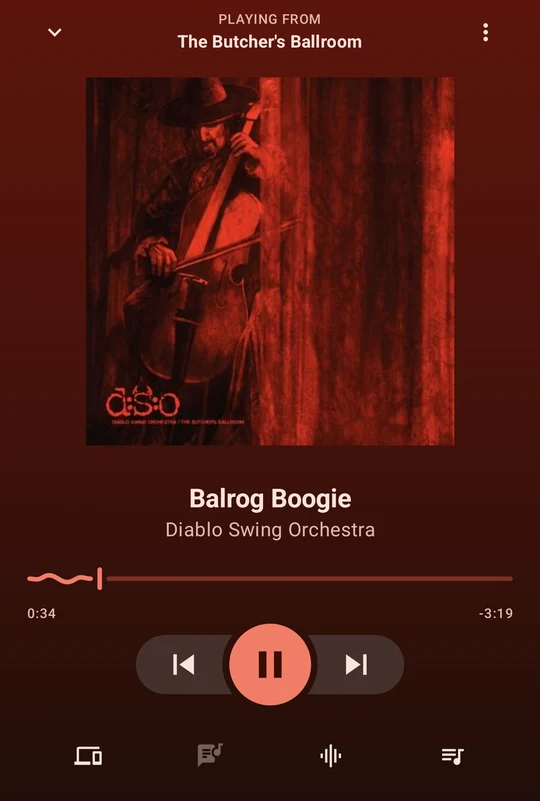 PLAYING FROM
The Butcher's Ballroom
d:s:o
DIABLO SWING ORCHESTRA | THE BUTCHER'S BALLROOM
Balrog Boogie
Diablo Swing Orchestra
0:34
-3:19